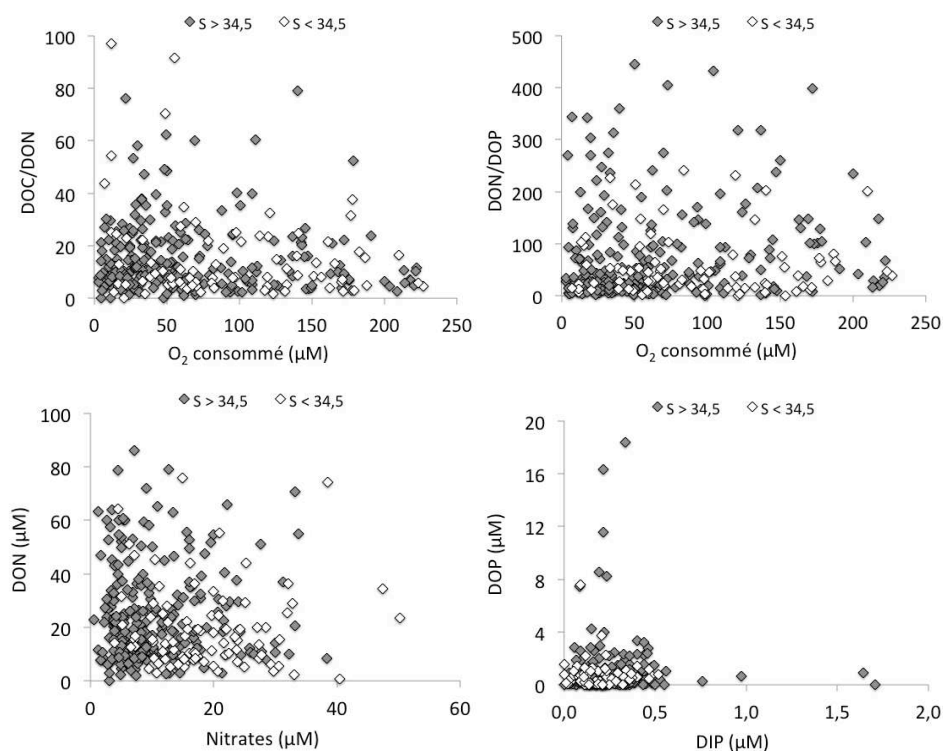 S > 34,5 S < 34,5
100
80
60
40
20
0
DOC/DON
0 50 100 150 200 250
O₂ consommé (µM)
S > 34,5 S < 34,5
500
400
300
200
100
0
DON/DOP
0 50 100 150 200 250
O₂ consommé (µM)
S > 34,5 S < 34,5
100
80
60
40
20
0
DON (µM)
0 20 40 60
Nitrates (µM)
S > 34,5 S < 34,5
20
16
12
8
4
0
DOP (µM)
0,0 0,5 1,0 1,5 2,0
DIP (µM)